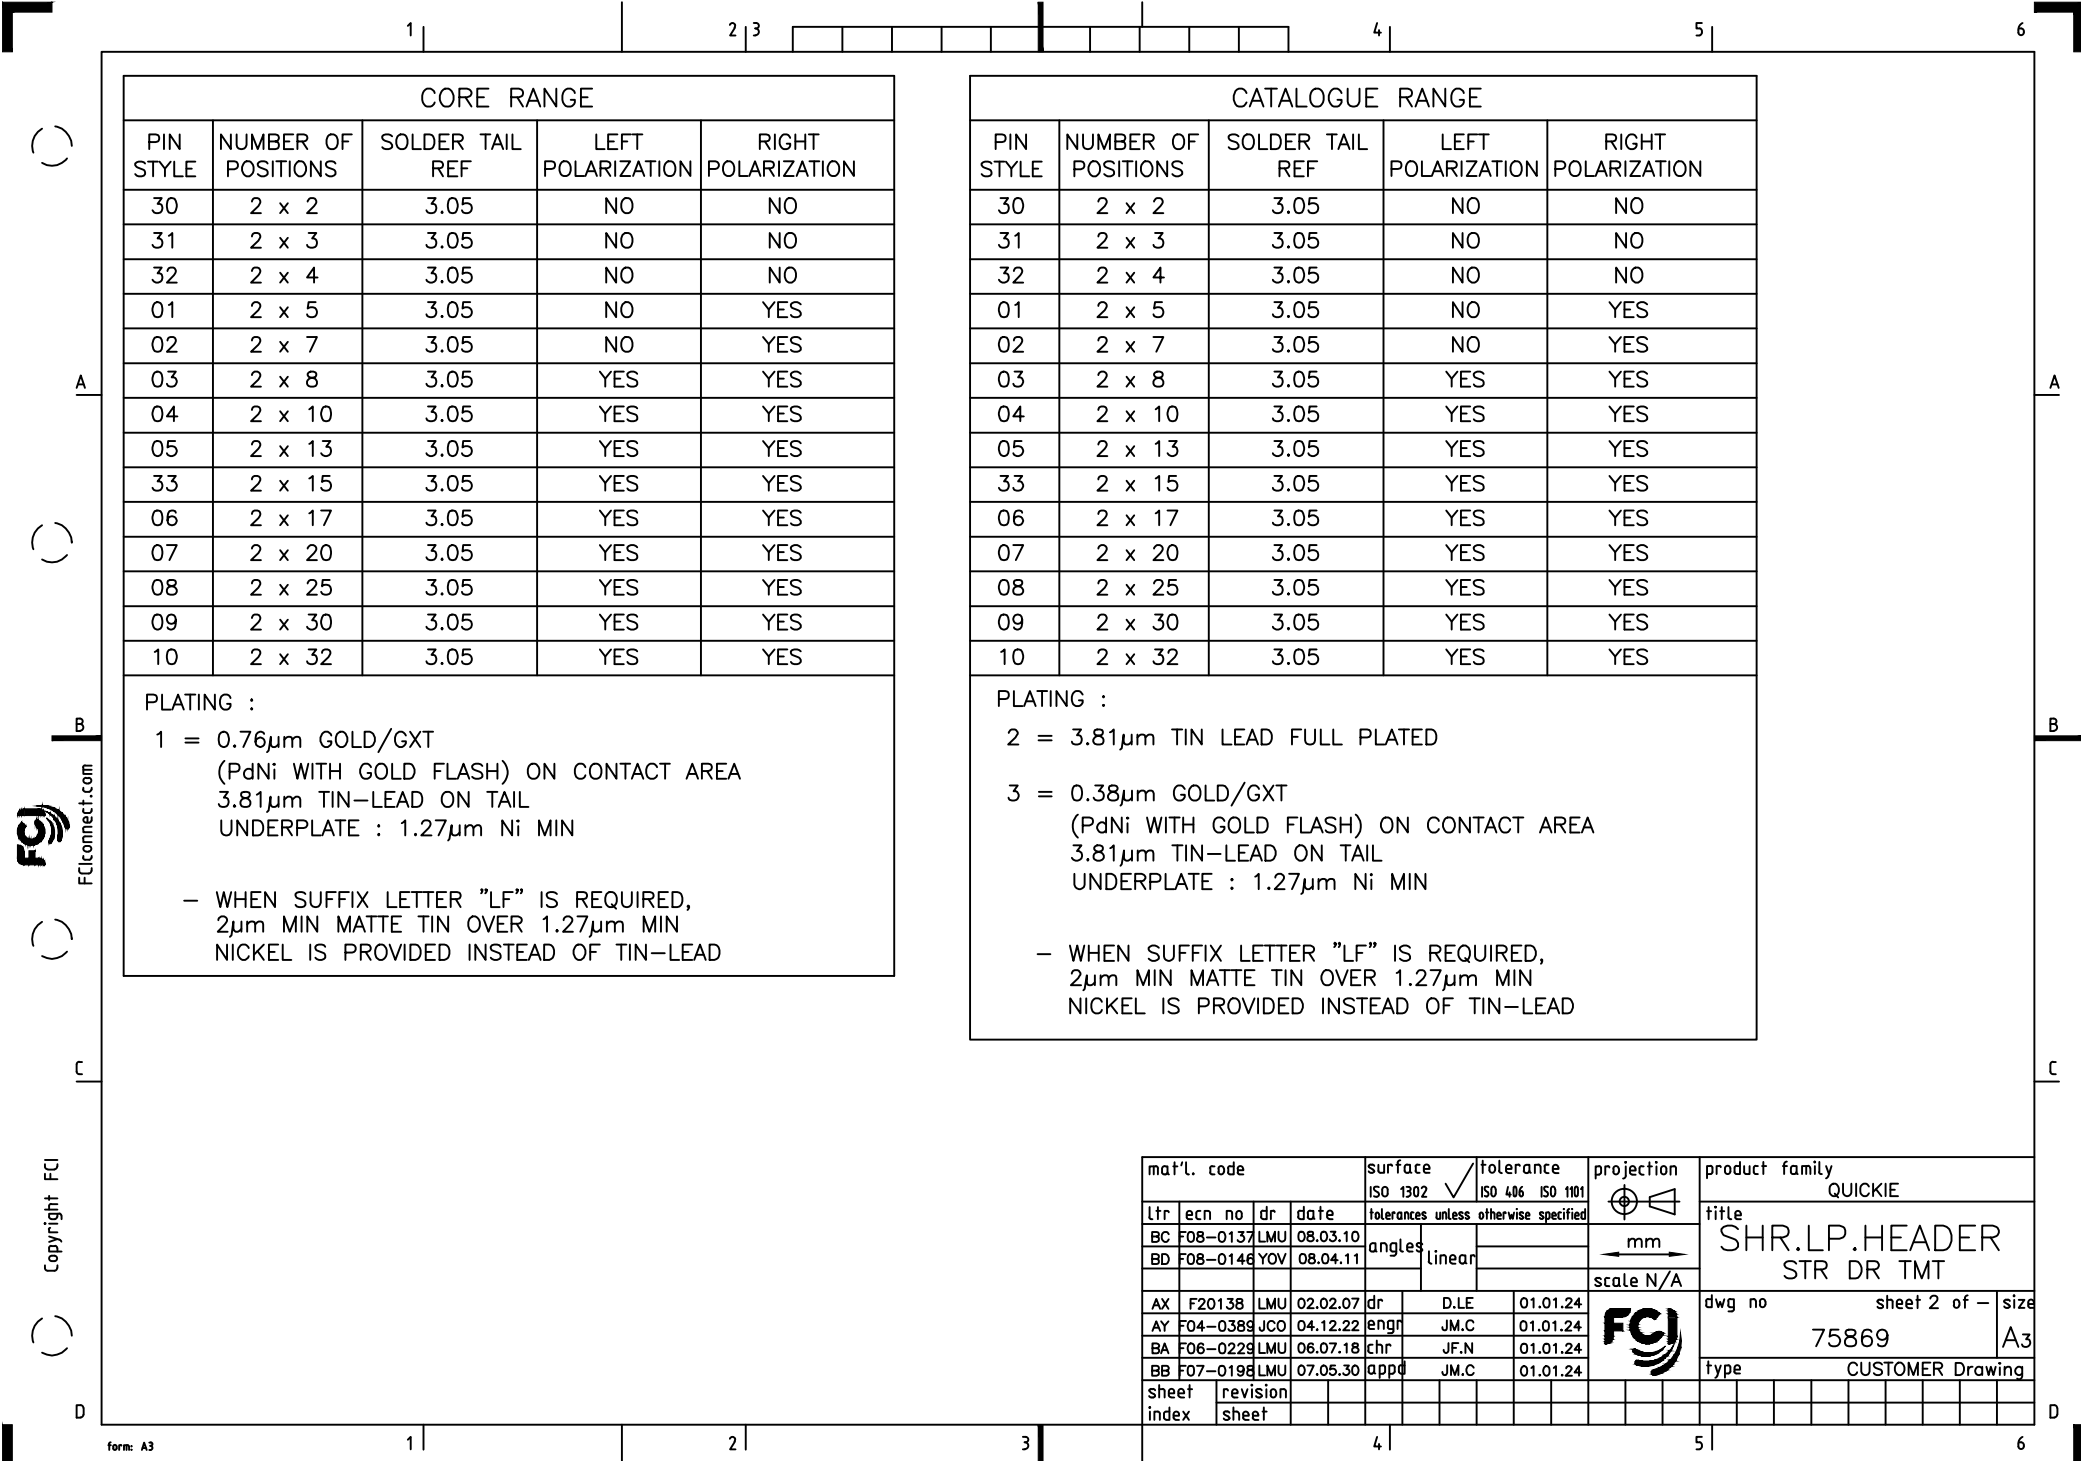 1 2 3 4 5 6
CORE RANGE
PIN STYLE NUMBER OF POSITIONS SOLDER TAIL REF LEFT POLARIZATION RIGHT POLARIZATION
30 2 x 2 3.05 NO NO
31 2 x 3 3.05 NO NO
32 2 x 4 3.05 NO NO
01 2 x 5 3.05 NO YES
02 2 x 7 3.05 NO YES
03 2 x 8 3.05 YES YES
04 2 x 10 3.05 YES YES
05 2 x 13 3.05 YES YES
33 2 x 15 3.05 YES YES
06 2 x 17 3.05 YES YES
07 2 x 20 3.05 YES YES
08 2 x 25 3.05 YES YES
09 2 x 30 3.05 YES YES
10 2 x 32 3.05 YES YES
PLATING :
1 = 0.76µm GOLD/GXT
(PdNi WITH GOLD FLASH) ON CONTACT AREA
3.81µm TIN-LEAD ON TAIL
UNDERPLATE : 1.27µm Ni MIN
- WHEN SUFFIX LETTER "LF" IS REQUIRED,
2µm MIN MATTE TIN OVER 1.27µm MIN
NICKEL IS PROVIDED INSTEAD OF TIN-LEAD
CATALOGUE RANGE
PIN STYLE NUMBER OF POSITIONS SOLDER TAIL REF LEFT POLARIZATION RIGHT POLARIZATION
30 2 x 2 3.05 NO NO
31 2 x 3 3.05 NO NO
32 2 x 4 3.05 NO NO
01 2 x 5 3.05 NO YES
02 2 x 7 3.05 NO YES
03 2 x 8 3.05 YES YES
04 2 x 10 3.05 YES YES
05 2 x 13 3.05 YES YES
33 2 x 15 3.05 YES YES
06 2 x 17 3.05 YES YES
07 2 x 20 3.05 YES YES
08 2 x 25 3.05 YES YES
09 2 x 30 3.05 YES YES
10 2 x 32 3.05 YES YES
PLATING :
2 = 3.81µm TIN LEAD FULL PLATED
3 = 0.38µm GOLD/GXT
(PdNi WITH GOLD FLASH) ON CONTACT AREA
3.81µm TIN-LEAD ON TAIL
UNDERPLATE : 1.27µm Ni MIN
- WHEN SUFFIX LETTER "LF" IS REQUIRED,
2µm MIN MATTE TIN OVER 1.27µm MIN
NICKEL IS PROVIDED INSTEAD OF TIN-LEAD
A A
B B
FCI
FCIconnect.com
C C
Copyright FCI
D D
mat'l. code
surface
ISO 1302
tolerance
ISO 406 ISO 1101
projection
product family
QUICKIE
ltr ecn no dr date
tolerances unless otherwise specified
title
SHR.LP.HEADER
STR DR TMT
BC F08-0137 LMU 08.03.10
BD F08-0146 YOV 08.04.11
angles linear
mm
scale N/A
AX F20138 LMU 02.02.07 dr D.LE 01.01.24
AY F04-0389 JCO 04.12.22 engr JM.C 01.01.24
BA F06-0229 LMU 06.07.18 chr JF.N 01.01.24
BB F07-0198 LMU 07.05.30 appd JM.C 01.01.24
FCI
dwg no sheet 2 of - size
75869 A3
type CUSTOMER Drawing
sheet index revision
sheet
form: A3
1 2 3 4 5 6